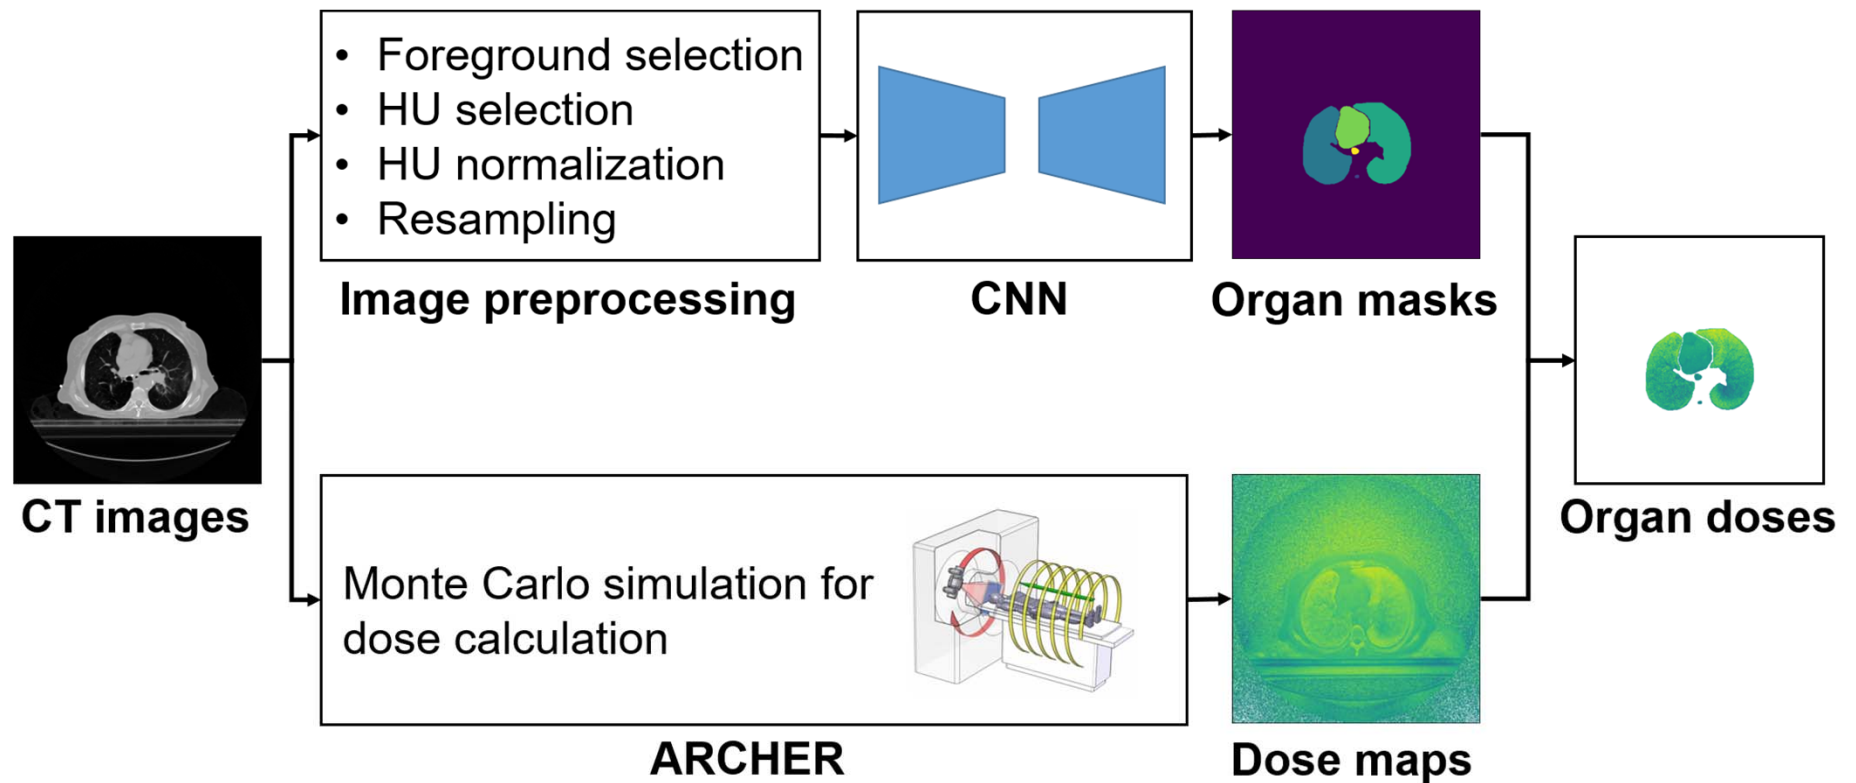 • Foreground selection
• HU selection
• HU normalization
• Resampling
Image preprocessing
CNN
Organ masks
CT images
Organ doses
Monte Carlo simulation for
dose calculation
ARCHER
Dose maps